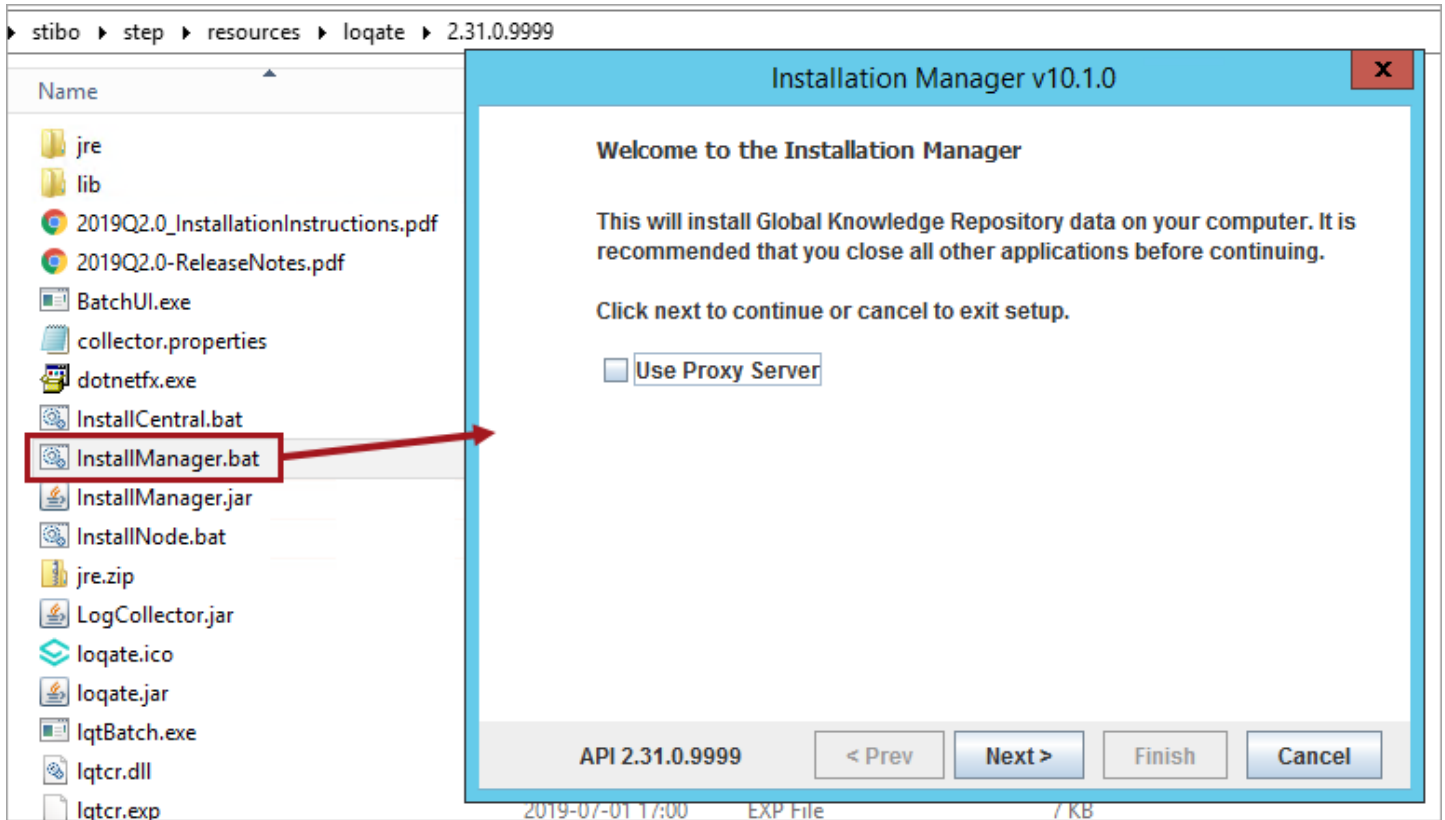 stibo step resources loqate 2.31.0.9999
Name
jre
lib
2019Q2.0_InstallationInstructions.pdf
2019Q2.0-ReleaseNotes.pdf
BatchUI.exe
collector.properties
dotnetfx.exe
InstallCentral.bat
InstallManager.bat
InstallManager.jar
InstallNode.bat
jre.zip
LogCollector.jar
loqate.ico
loqate.jar
lqtBatch.exe
lqtcr.dll
lqtcr.exp 2019-07-01 17:00 EXP File 7 KB
Installation Manager v10.1.0
x
Welcome to the Installation Manager
This will install Global Knowledge Repository data on your computer. It is
recommended that you close all other applications before continuing.
Click next to continue or cancel to exit setup.
Use Proxy Server
API 2.31.0.9999 < Prev Next > Finish Cancel